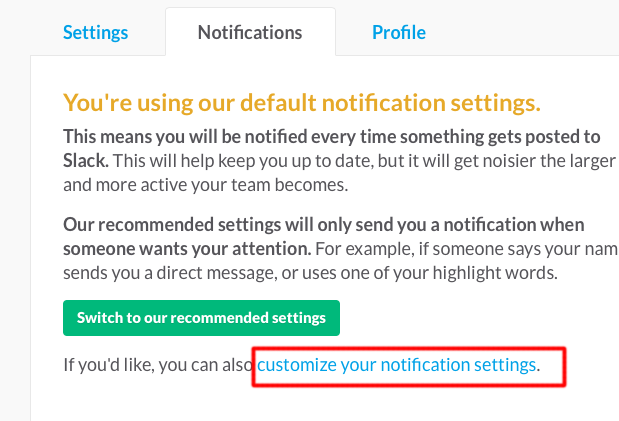 Settings Notifications Profile
You're using our default notification settings.
This means you will be notified every time something gets posted to
Slack. This will help keep you up to date, but it will get noisier the larger
and more active your team becomes.
Our recommended settings will only send you a notification when
someone wants your attention. For example, if someone says your nam
sends you a direct message, or uses one of your highlight words.
Switch to our recommended settings
If you'd like, you can also customize your notification settings.